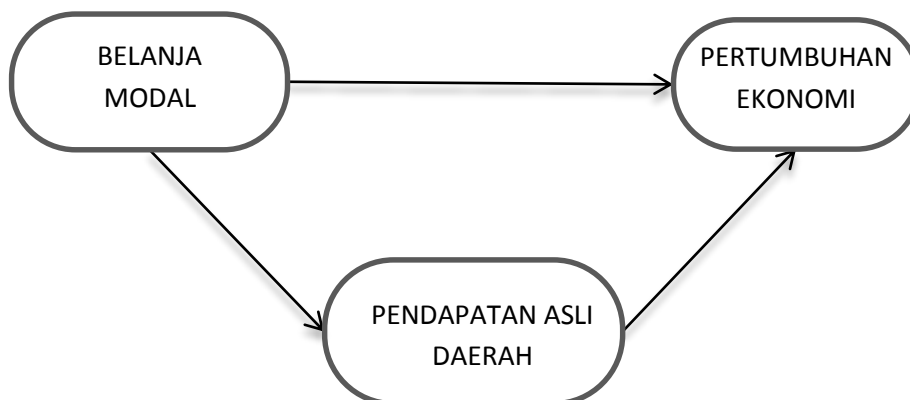 BELANJA
MODAL
PERTUMBUHAN
EKONOMI
PENDAPATAN ASLI
DAERAH